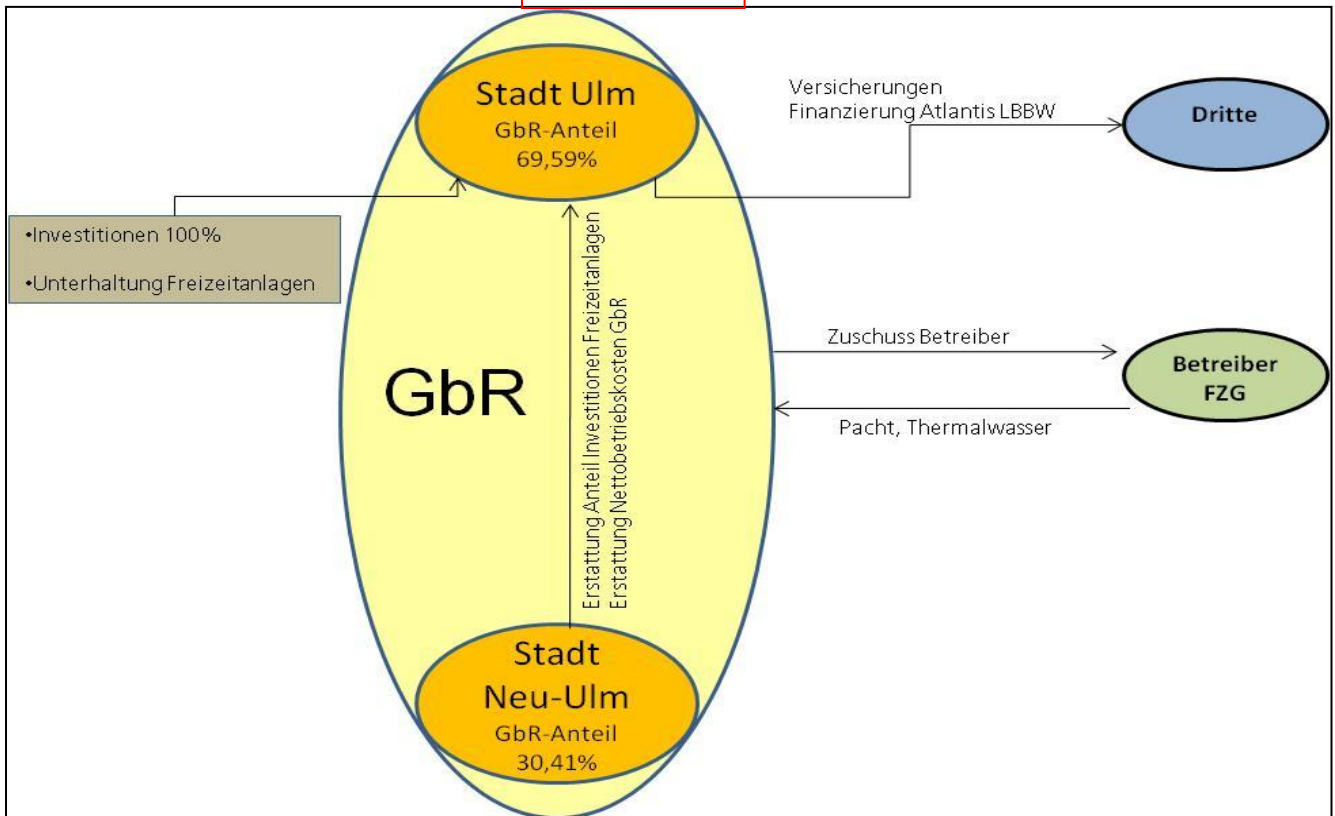 Stadt Ulm
GbR-Anteil
69,59%
Versicherungen
Finanzierung Atlantis LBBW
Dritte
•Investitionen 100%
•Unterhaltung Freizeitanlagen
Erstattung Anteil Investitionen Freizeitanlagen
Erstattung Nettobetriebskosten GbR
GbR
Zuschuss Betreiber
Betreiber
FZG
Pacht, Thermalwasser
Stadt
Neu-Ulm
GbR-Anteil
30,41%